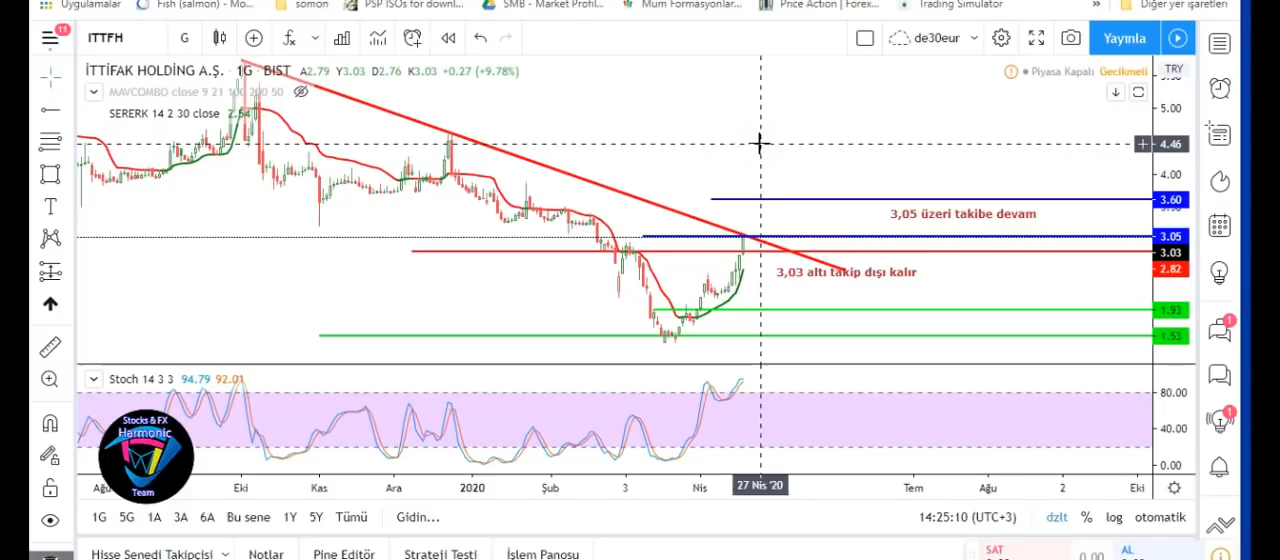 Uygulamalar Fish (salmon) - Mo... somon PSP ISOs for downl... SMB - Market Profil... Mum Formasyonlar... Price Action | Forex... Trading Simulator » Diğer yer işaretleri
11
ITTFH G de30eur Yayınla
İTTİFAK HOLDİNG A.Ş. 1G BIST A2.79 Y3.03 D2.76 K3.03 +0.27 (+9.78%) Piyasa Kapalı Gecikmeli TRY
MAVCOMBO close 9 21 100 200 50
SERERK 14 2 30 close 2.54
5.00
4.46
4.00
3.60
3,05 üzeri takibe devam
3.05
3.03
2.82
3,03 altı takip dışı kalır
1.93
1.53
1
Stoch 14 3 3 94.79 92.01
80.00
1
40.00
0.00
Stocks & FX
Harmonic
Team
Ağu Eki Kas Ara 2020 Şub 3 Nis 27 Nis '20 Tem Ağu 2 Eki
1G 5G 1A 3A 6A Bu sene 1Y 5Y Tümü Gidin... 14:25:10 (UTC+3) dzlt % log otomatik
Hisse Senedi Takipçisi Notlar Pine Editör Strateji Testi İşlem Panosu SAT 0.00 AL